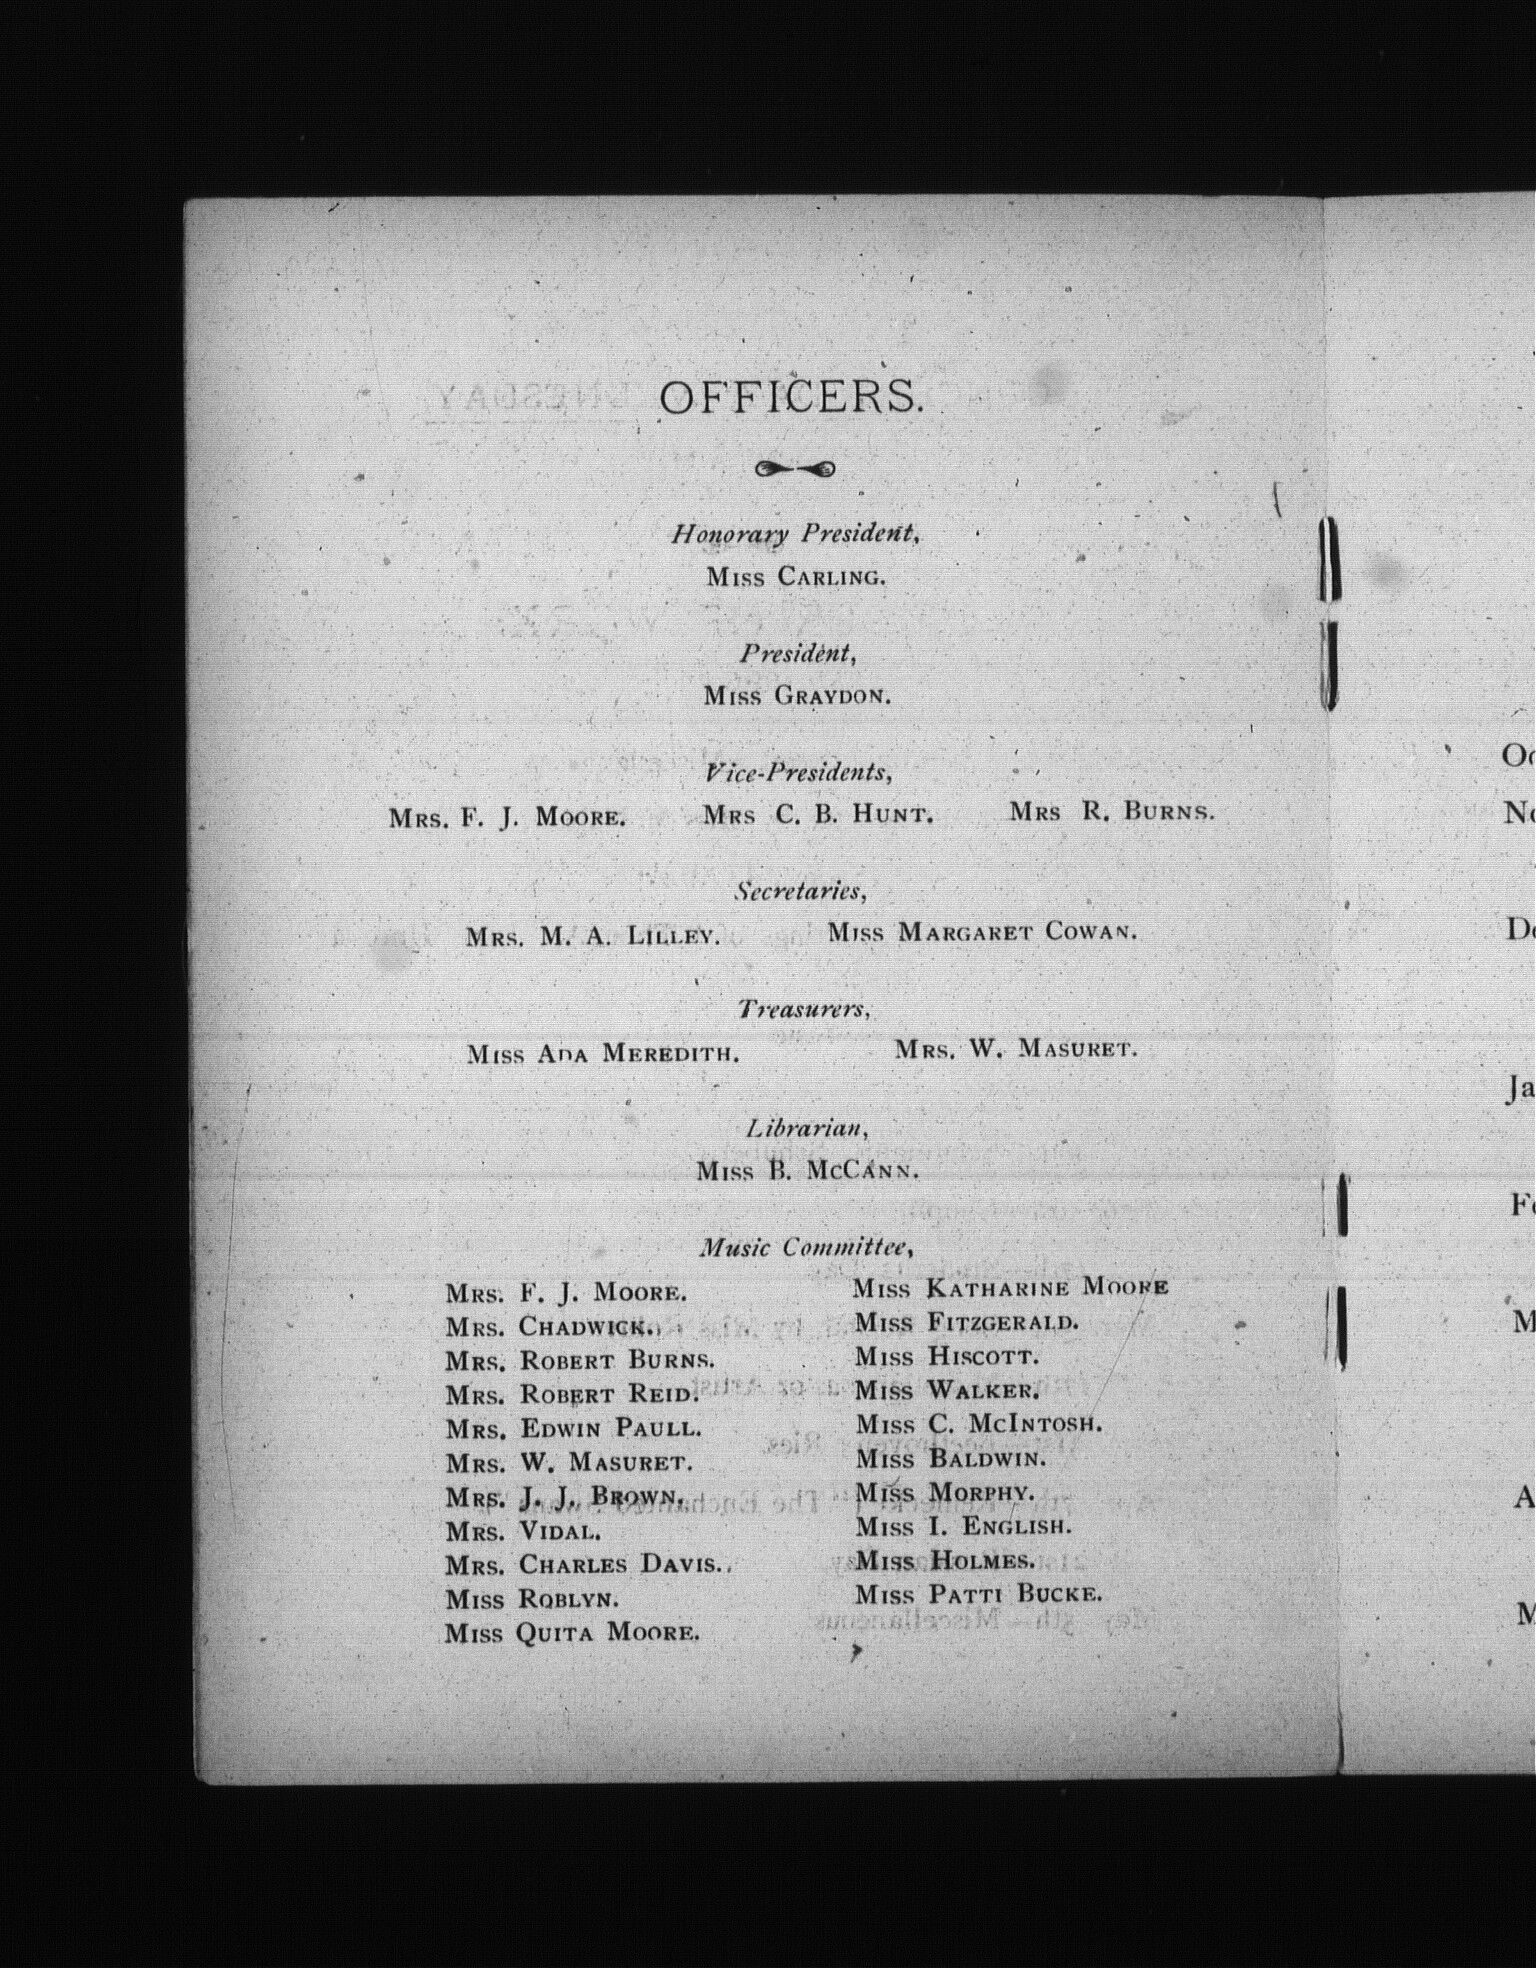 OFFICERS.
Honorary President,
MISS CARLING.
President,
MISS GRAYDON.
Vice-Presidents,
MRS. F. J. MOORE. MRS C. B. HUNT. MRS R. BURNS.
Secretaries,
MRS. M. A. LILLEY. MISS MARGARET COWAN.
Treasurers,
MISS ADA MEREDITH. MRS. W. MASURET.
Librarian,
MISS B. MCCANN.
Music Committee,
MRS. F. J. MOORE.
MRS. CHADWICK.
MRS. ROBERT BURNS.
MRS. ROBERT REID.
MRS. EDWIN PAULL.
MRS. W. MASURET.
MRS. J. J. BROWN.
MRS. VIDAL.
MRS. CHARLES DAVIS.
MISS ROBLYN.
MISS QUITA MOORE.
MISS KATHARINE MOORE
MISS FITZGERALD.
MISS HISCOTT.
MISS WALKER.
MISS C. MCINTOSH.
MISS BALDWIN.
MISS MORPHY.
MISS I. ENGLISH.
MISS HOLMES.
MISS PATTI BUCKE.